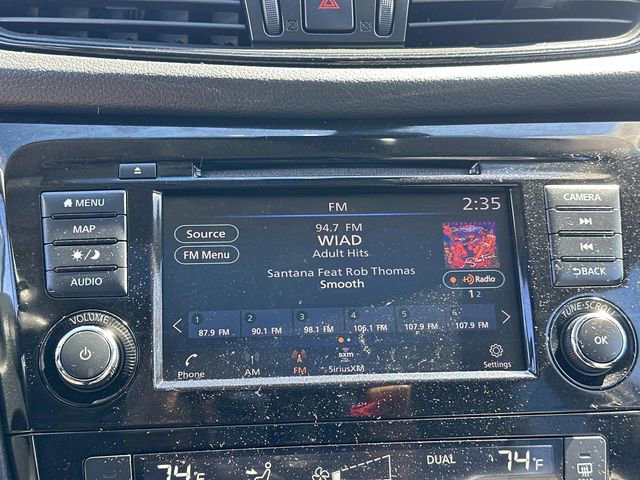 FM 2:35
MENU
MAP
AUDIO
VOLUME
Source
FM Menu
94.7 FM
WIAD
Adult Hits
Santana Feat Rob Thomas
Smooth
Radio
1 2
1 2 3 4 5 6
87.9 FM 90.1 FM 98.1 FM 106.1 FM 107.9 FM 107.9 FM
Phone AM FM sxm SiriusXM Settings
CAMERA
BACK
TUNE·SCROLL
OK
74°F DUAL 74°F